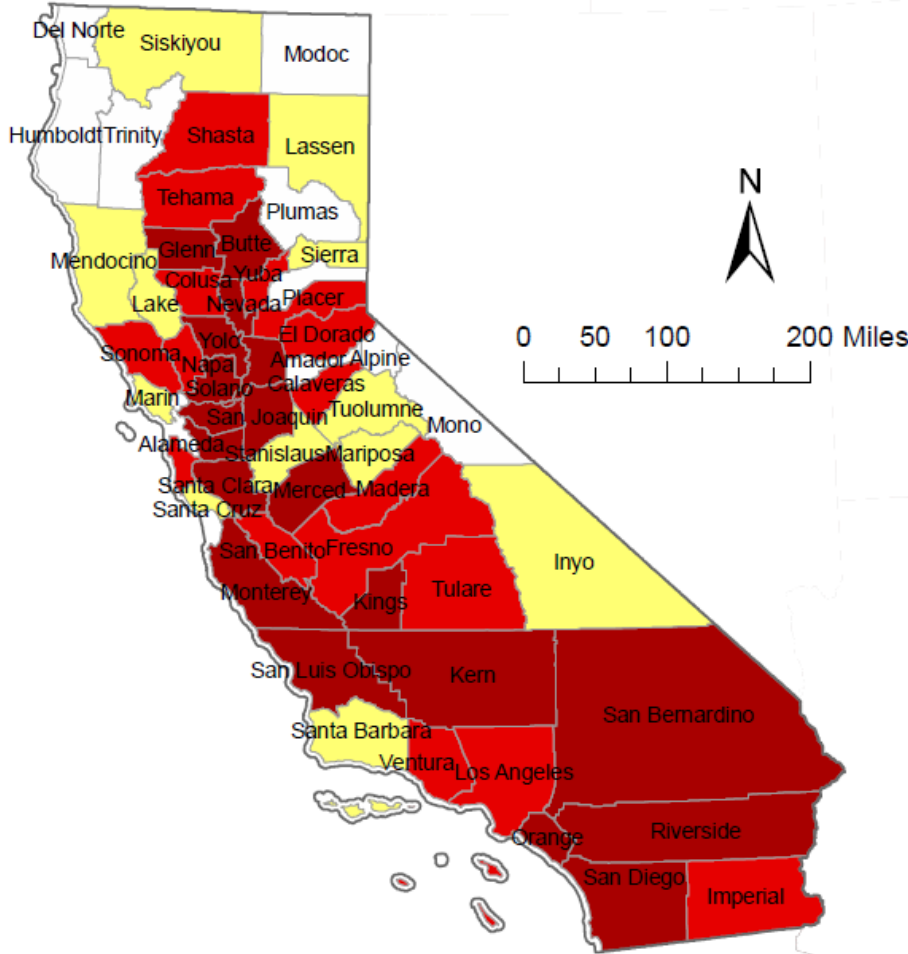 Del Norte
Siskiyou
Modoc
Humboldt
Trinity
Shasta
Lassen
N
Tehama
Plumas
Glenn
Butte
Sierra
Mendocino
Yuba
Colusa
Lake
Nevada
Placer
El Dorado
0 50 100 200 Miles
Yolo
Sonoma
Napa
Amador
Alpine
Solano
Calaveras
Marin
Tuolumne
San Joaquin
Mono
Alameda
Stanislaus
Mariposa
Santa Clara
Merced
Madera
Santa Cruz
San Benito
Fresno
Inyo
Monterey
Kings
Tulare
San Luis Obispo
Kern
San Bernardino
Santa Barbara
Ventura
Los Angeles
Orange
Riverside
San Diego
Imperial